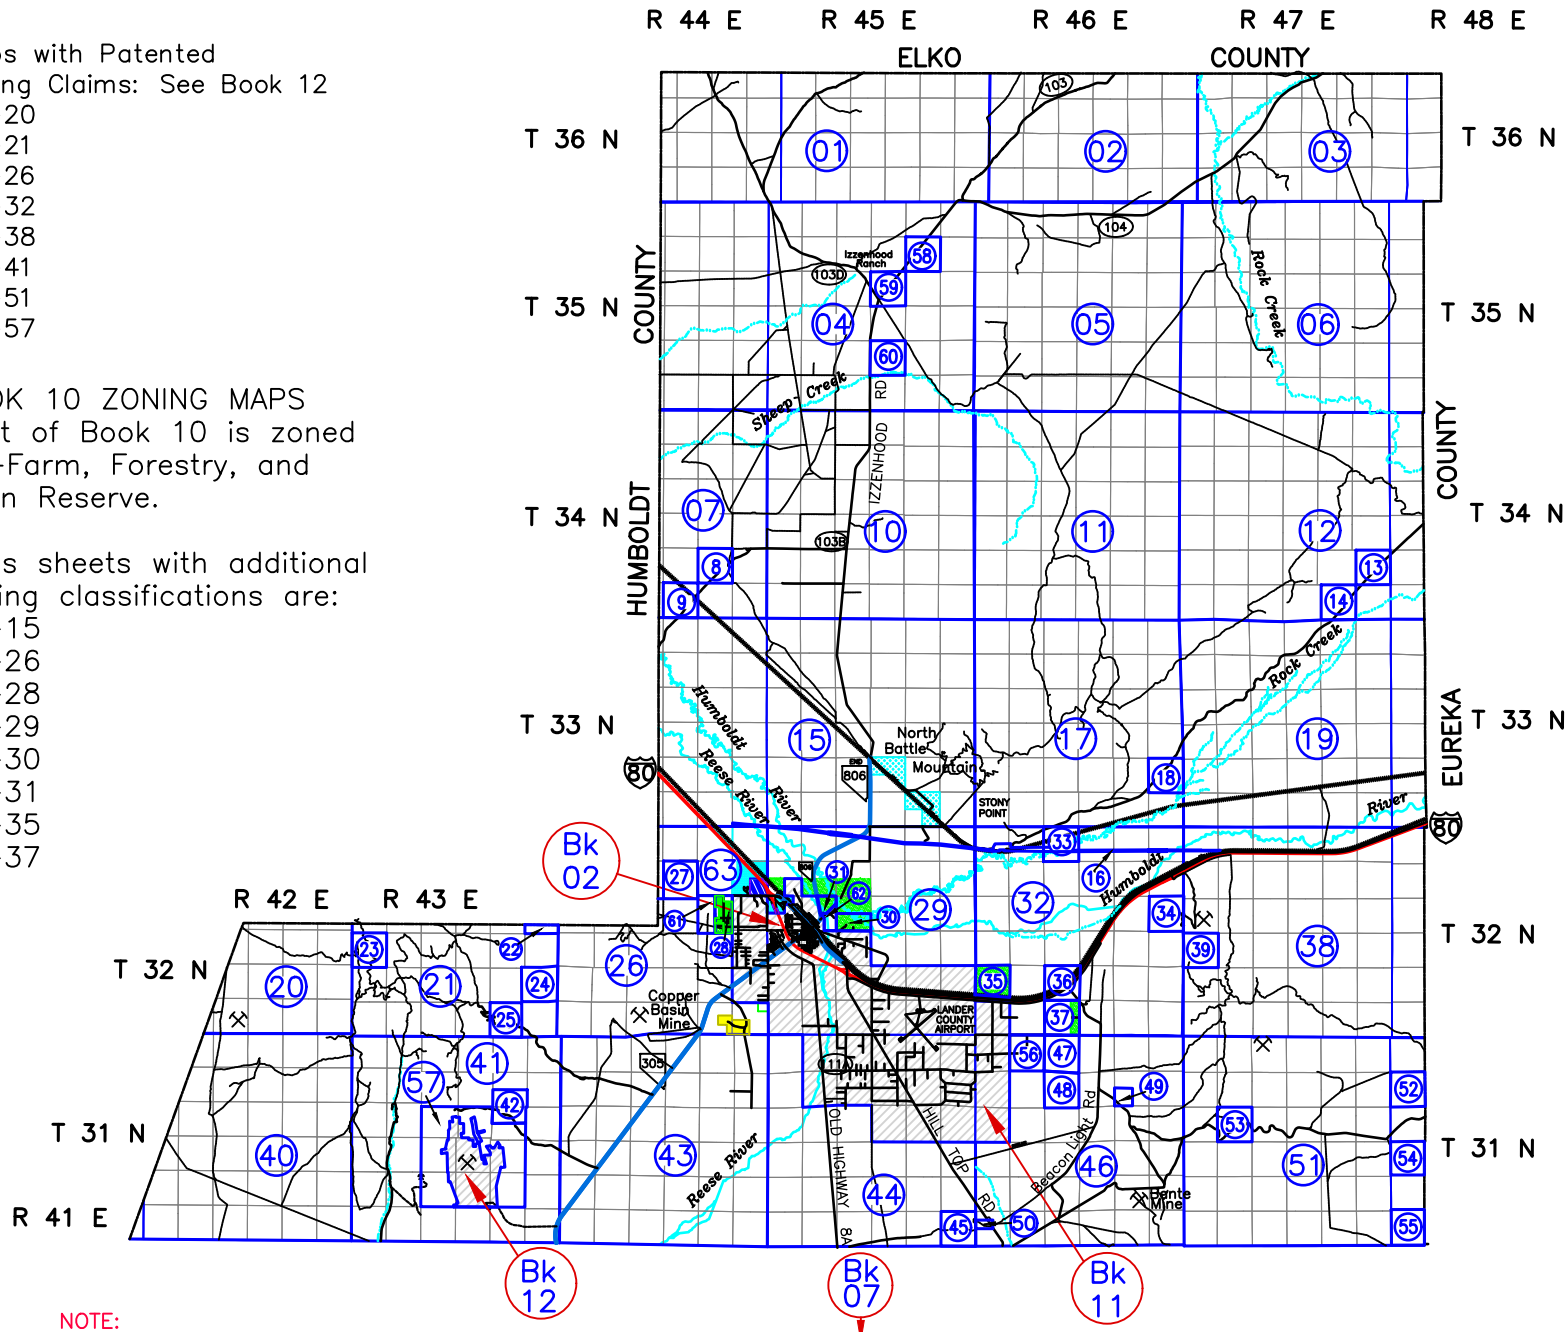 R 44 E R 45 E R 46 E R 47 E R 48 E
ELKO COUNTY
os with Patented
ng Claims: See Book 12
20
21
26
32
38
41
51
57
OK 10 ZONING MAPS
t of Book 10 is zoned
-Farm, Forestry, and
n Reserve.
s sheets with additional
ing classifications are:
-15
-26
-28
-29
-30
-31
-35
-37
T 36 N
01
02
03
103
T 36 N
104
COUNTY
T 35 N
Izzenhood
Ranch
103D
58
59
04
05
06
60
Rock Creek
T 35 N
Sheep Creek
IZZENHOOD RD
HUMBOLDT
T 34 N
07
8
9
103B
10
11
12
13
14
COUNTY
T 34 N
T 33 N
Humboldt River
Reese River
15
END
806
North
Battle
Mountain
STONY
POINT
17
18
19
Rock Creek
EUREKA
T 33 N
80
River
80
Bk
02
27
63
806
31
62
30
29
32
33
16
Humboldt
34
R 42 E R 43 E
T 32 N
20
23
21
22
24
25
26
61
28
Copper
Basin
Mine
35
36
37
39
38
T 32 N
LANDER
COUNTY
AIRPORT
305
111A
56
47
48
49
52
T 31 N
40
41
57
42
43
Reese River
OLD HIGHWAY 8A
44
HILL TOP RD
Beacon Light Rd
46
45
50
Dante
Mine
53
51
54
55
T 31 N
R 41 E
Bk
12
Bk
07
Bk
11
NOTE: